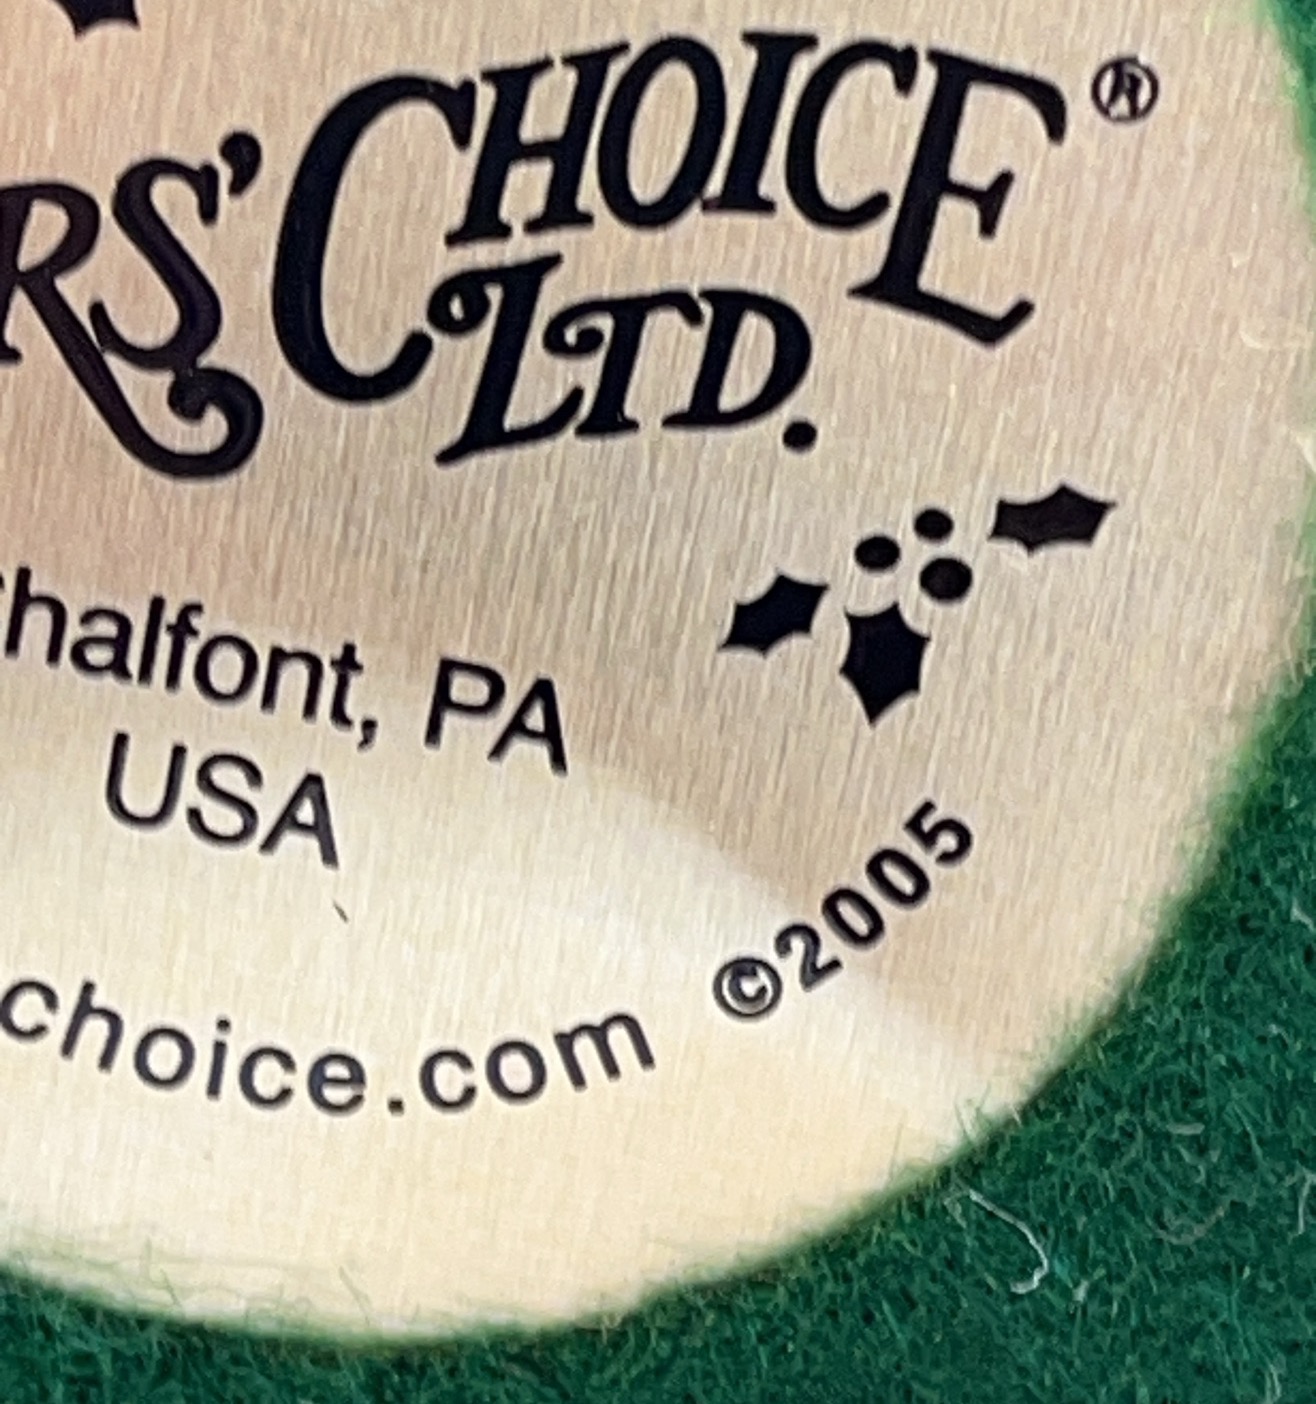 RS' CHOICE®
LTD.
halfont, PA
USA
choice.com ©2005